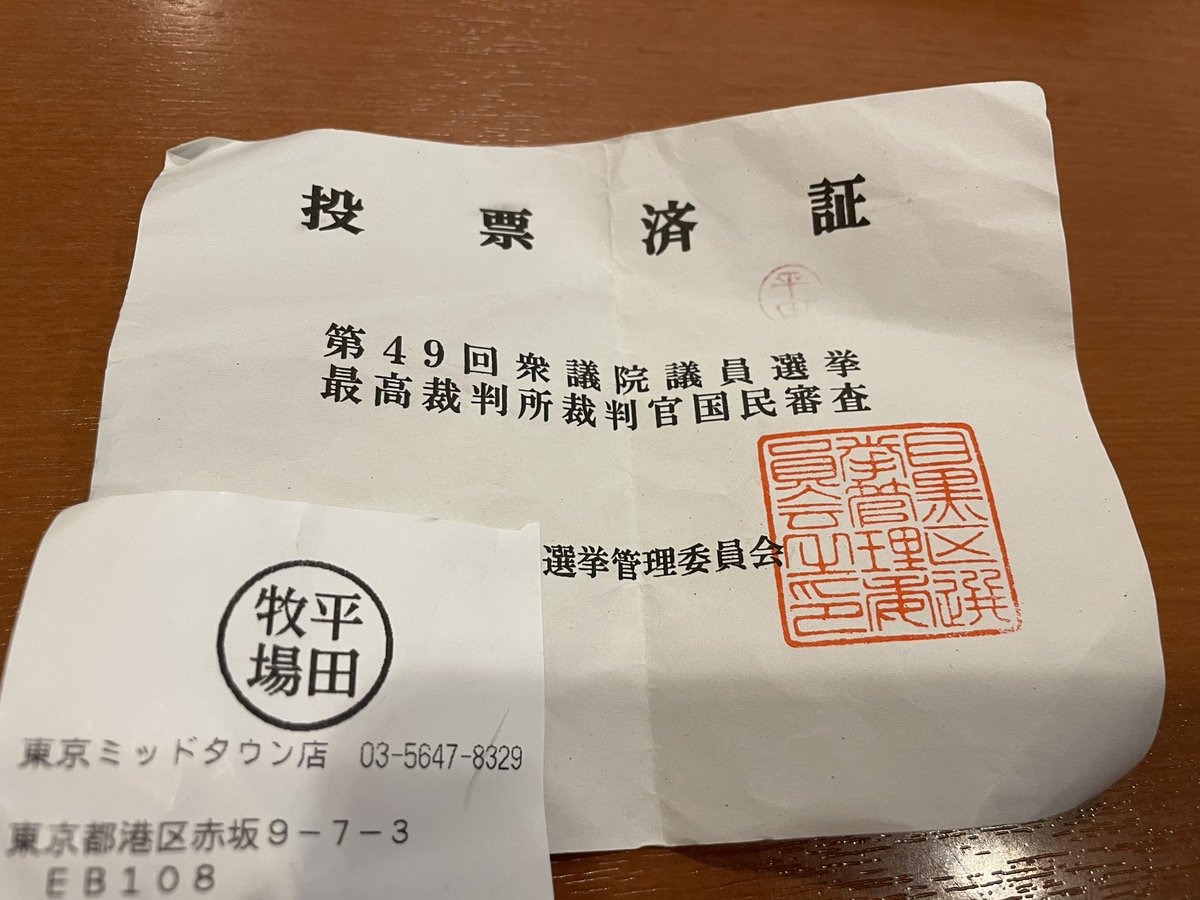 投票済証
平田
第49回衆議院議員選挙
最高裁判所裁判官国民審査
選挙管理委員会
目黒区選
挙管理委
員会之印
平田
牧場
東京ミッドタウン店 03-5647-8329
東京都港区赤坂9-7-3
EB108